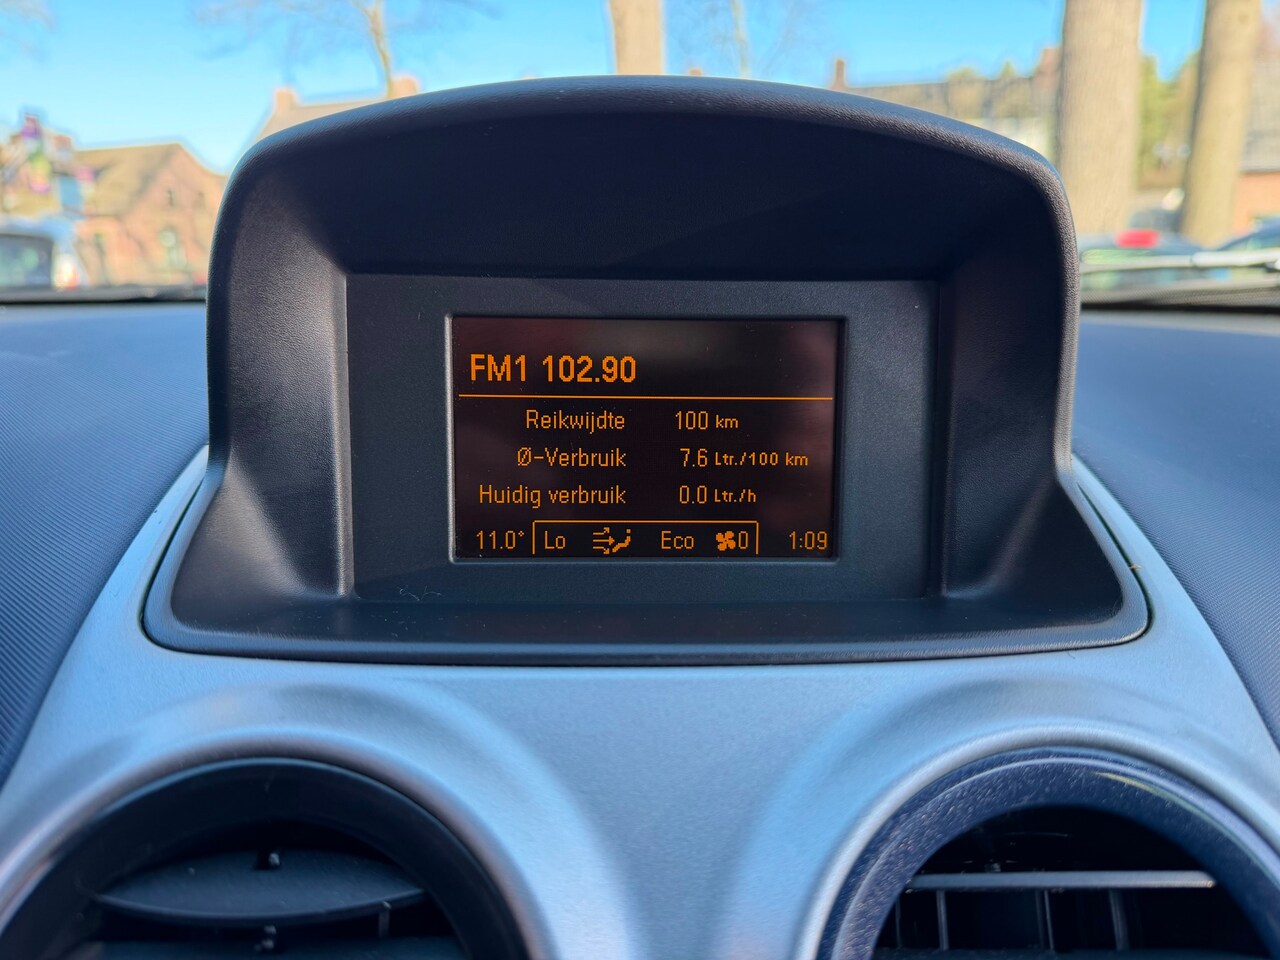 FM1 102.90
Reikwijdte 100 km
Ø-Verbruik 7.6 Ltr./100 km
Huidig verbruik 0.0 Ltr./h
11.0° Lo Eco 0 1:09